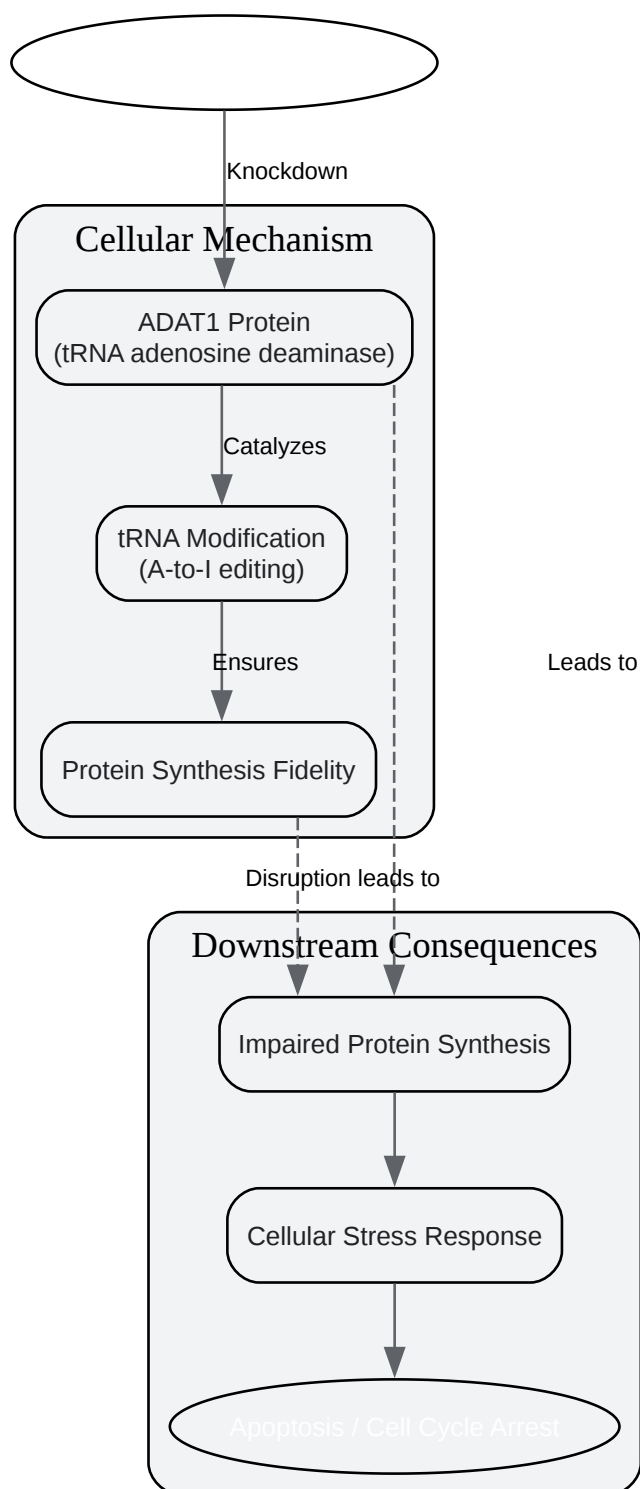 Knockdown
Cellular Mechanism
ADAT1 Protein
(tRNA adenosine deaminase)
Catalyzes
tRNA Modification
(A-to-I editing)
Ensures
Leads to
Protein Synthesis Fidelity
Disruption leads to
Downstream Consequences
Impaired Protein Synthesis
Cellular Stress Response
Apoptosis / Cell Cycle Arrest